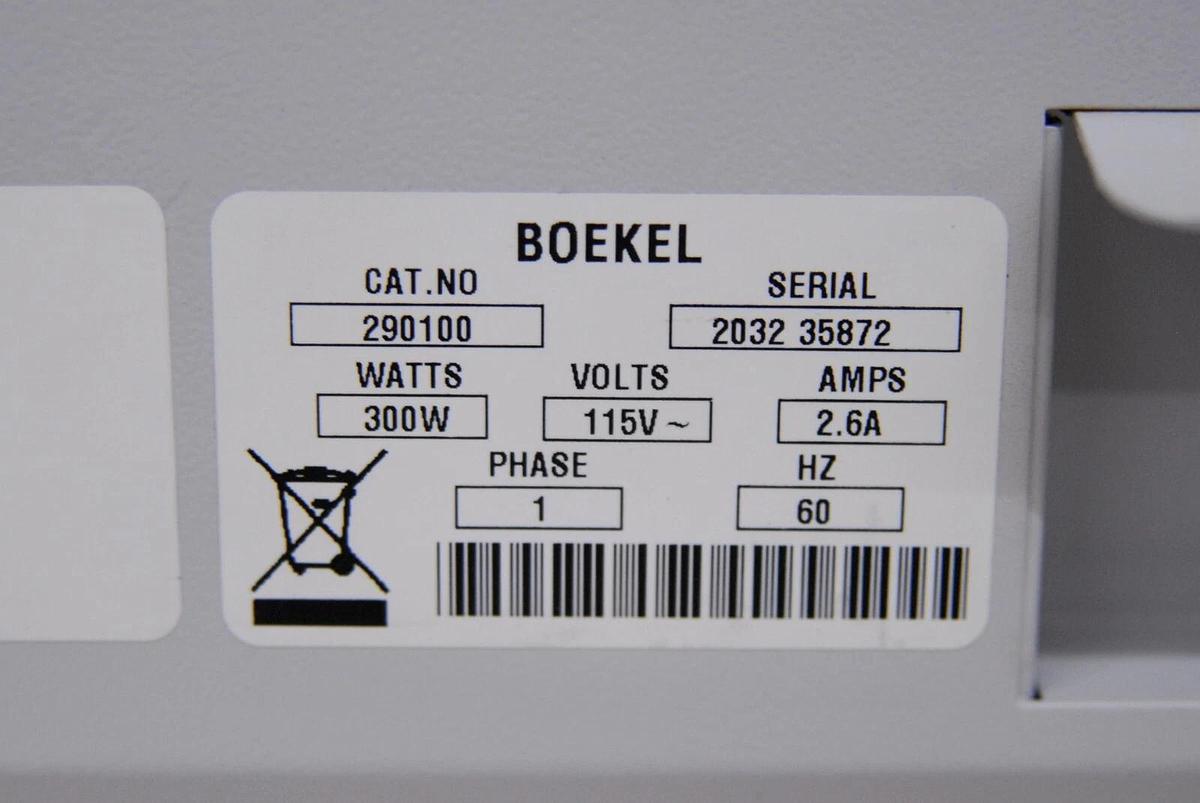 BOEKEL
CAT.NO SERIAL
290100 2032 35872
WATTS VOLTS AMPS
300W 115V ~ 2.6A
PHASE HZ
1 60